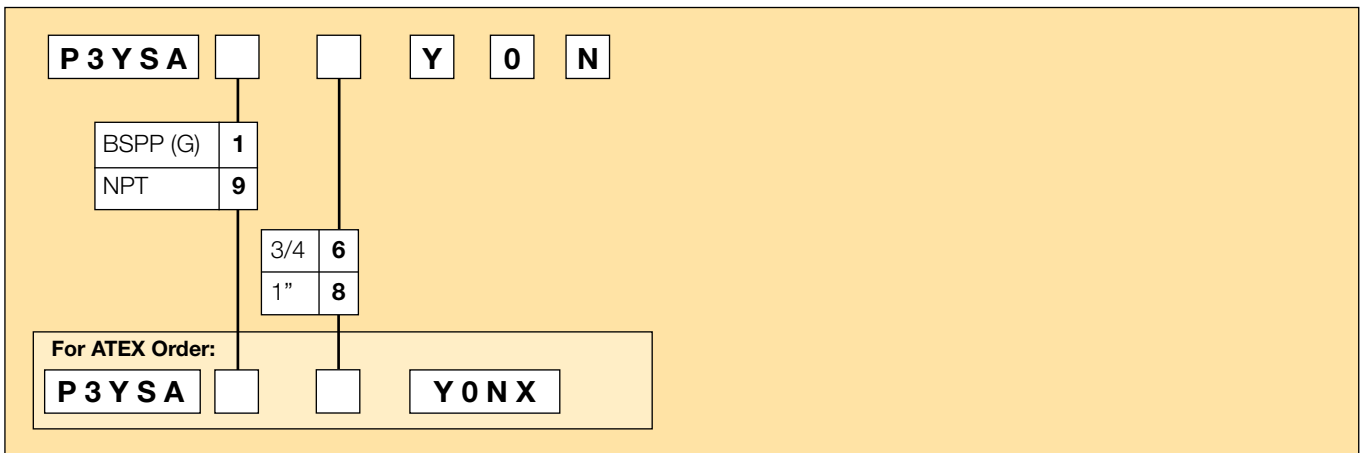 P3YSA Y 0 N
BSPP (G) 1
NPT 9
3/4 6
1” 8
For ATEX Order:
P3YSA Y0NX